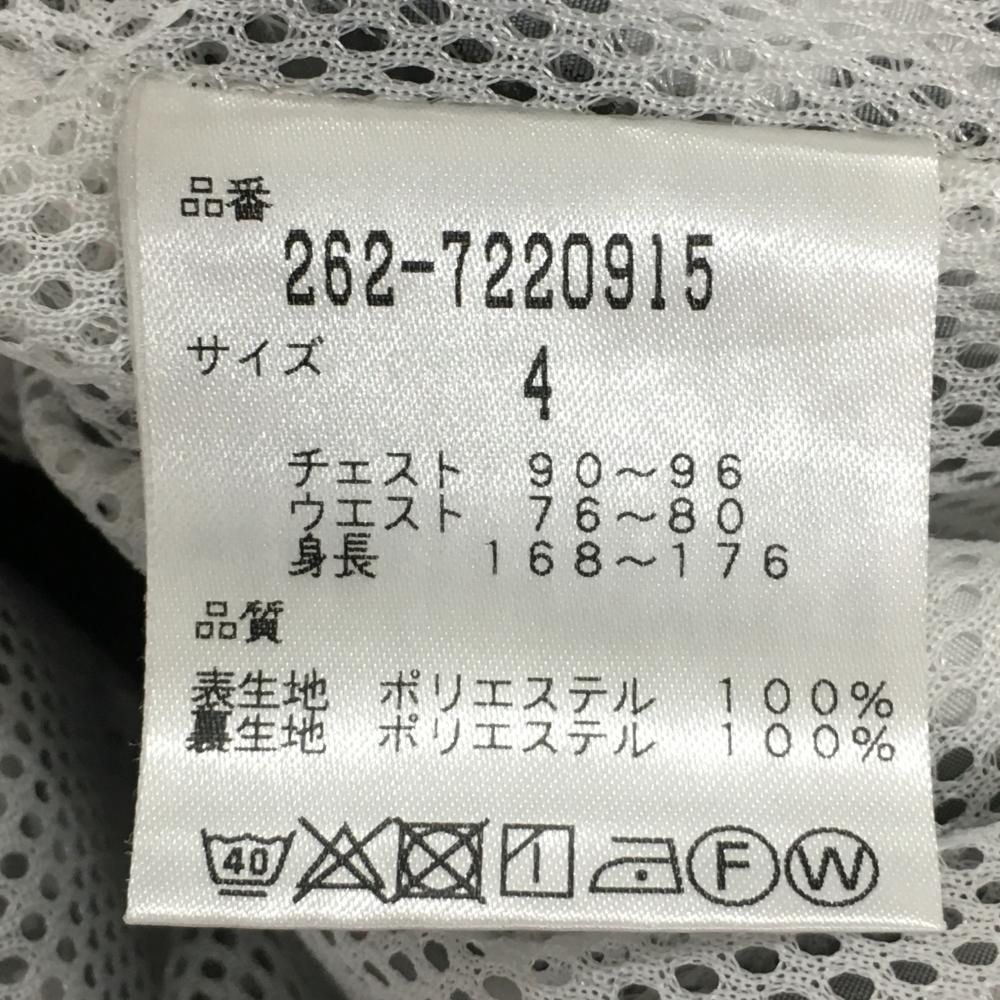 品番
262-7220915
サイズ 4
チェスト 90～96
ウエスト 76～80
身長 168～176
品質
表生地 ポリエステル 100%
裏生地 ポリエステル 100%
40 F W